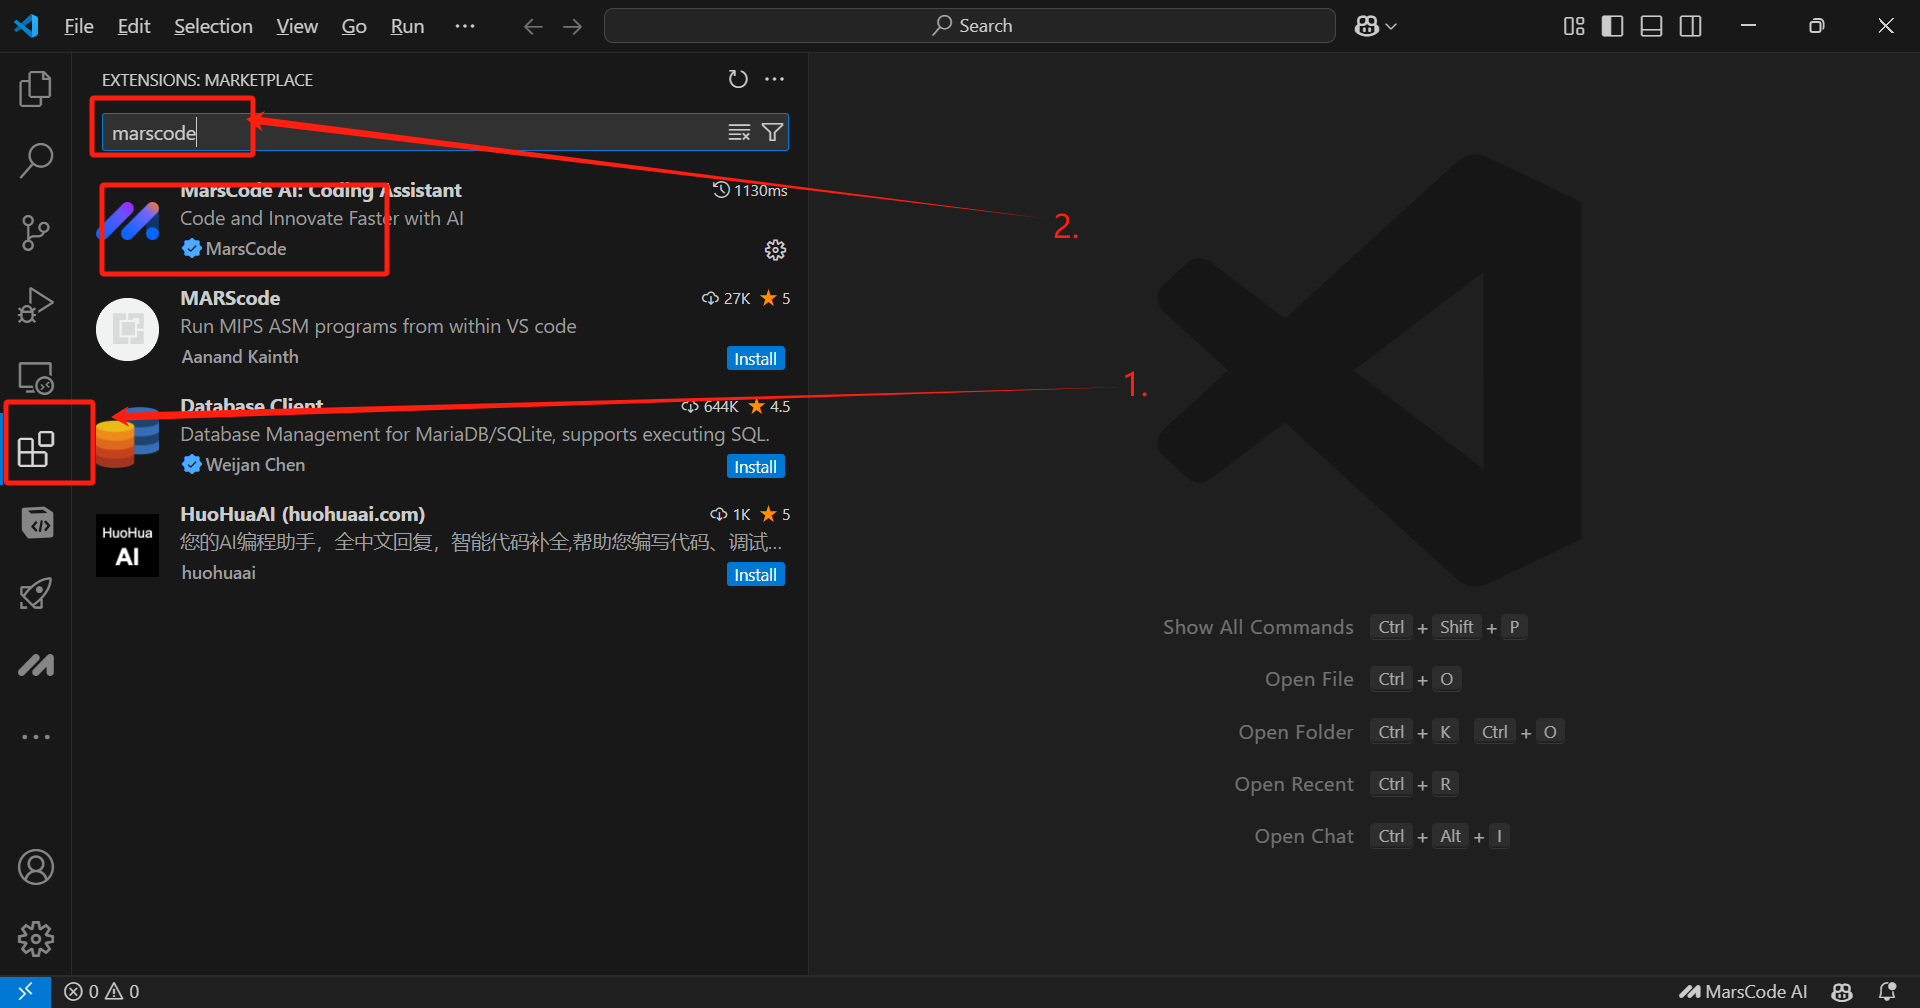 File Edit Selection View Go Run ··· Search
EXTENSIONS: MARKETPLACE
marscode
MarsCode AI: Coding Assistant 1130ms
Code and Innovate Faster with AI
MarsCode
2.
MARScode 27K 5
Run MIPS ASM programs from within VS code
Aanand Kainth Install
1.
Database Client 644K 4.5
Database Management for MariaDB/SQLite, supports executing SQL.
Weijan Chen Install
HuoHua
AI
HuoHuaAI (huohuaai.com) 1K 5
您的AI编程助手，全中文回复，智能代码补全,帮助您编写代码、调试...
huohuaai Install
Show All Commands Ctrl + Shift + P
Open File Ctrl + O
Open Folder Ctrl + K Ctrl + O
Open Recent Ctrl + R
Open Chat Ctrl + Alt + I
0 0 MarsCode AI